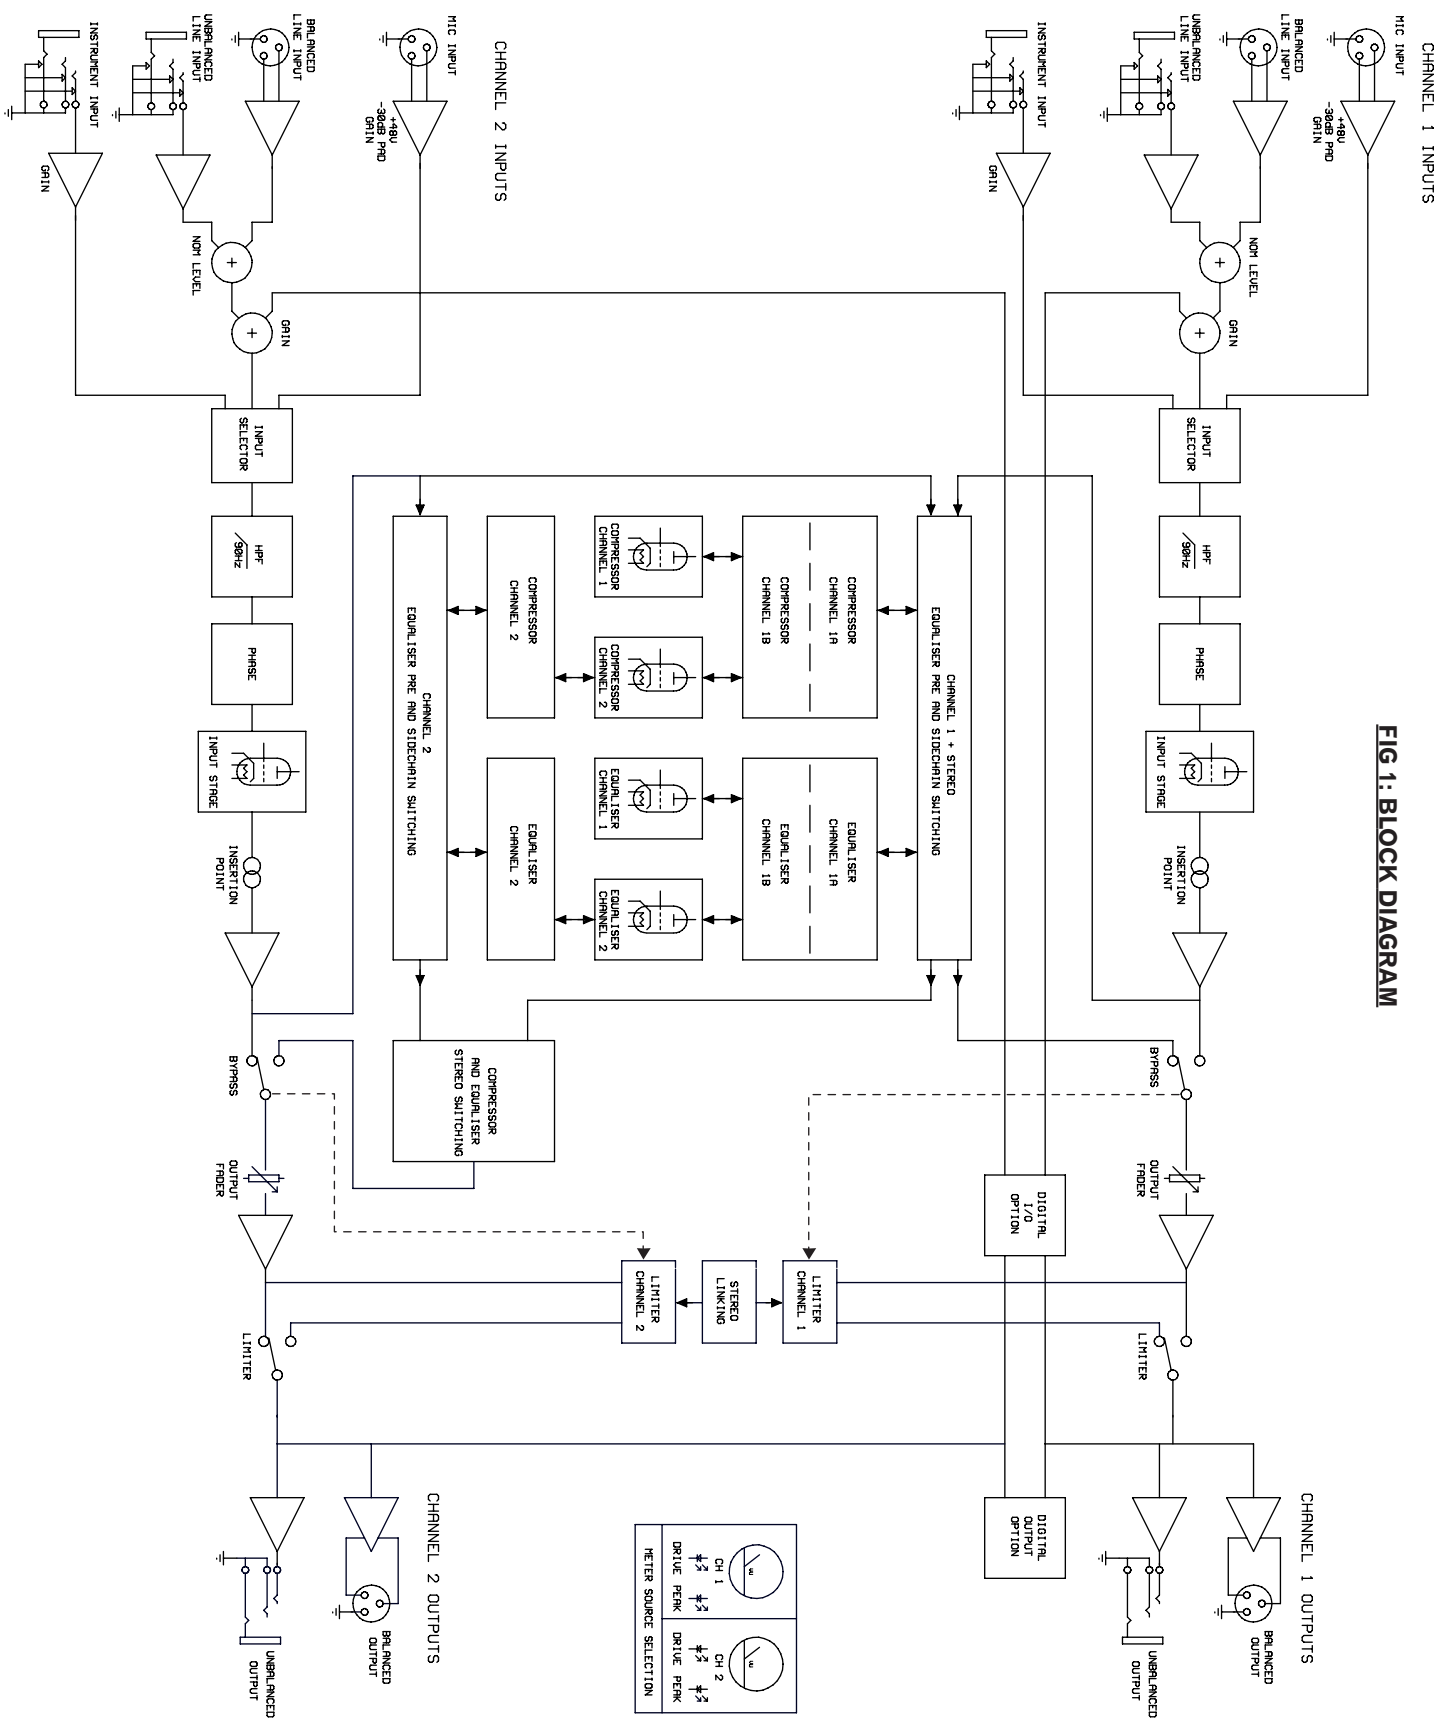 FIG 1: BLOCK DIAGRAM
CHANNEL 1 INPUTS
MIC INPUT
+48V
-30dB PAD
GAIN
BALANCED
LINE INPUT
UNBALANCED
LINE INPUT
INSTRUMENT INPUT
GAIN
NOM LEVEL
+
GAIN
+
INPUT
SELECTOR
HPF
90Hz
PHASE
INPUT STAGE
INSERTION
POINT
BYPASS
OUTPUT
FADER
LIMITER
CHANNEL 1 OUTPUTS
BALANCED
OUTPUT
UNBALANCED
OUTPUT
DIGITAL
I/O
OPTION
DIGITAL
OUTPUT
OPTION
CHANNEL 1 + STEREO
EQUALISER PRE AND SIDECHAIN SWITCHING
COMPRESSOR
CHANNEL 1A
COMPRESSOR
CHANNEL 1B
EQUALISER
CHANNEL 1A
EQUALISER
CHANNEL 1B
COMPRESSOR
CHANNEL 1
COMPRESSOR
CHANNEL 2
EQUALISER
CHANNEL 1
EQUALISER
CHANNEL 2
COMPRESSOR
CHANNEL 2
EQUALISER
CHANNEL 2
CHANNEL 2
EQUALISER PRE AND SIDECHAIN SWITCHING
COMPRESSOR
AND EQUALISER
STEREO SWITCHING
LIMITER
CHANNEL 1
STEREO
LINKING
LIMITER
CHANNEL 2
CH 1
DRIVE PEAK
CH 2
DRIVE PEAK
METER SOURCE SELECTION
CHANNEL 2 INPUTS
MIC INPUT
+48V
-30dB PAD
GAIN
BALANCED
LINE INPUT
UNBALANCED
LINE INPUT
INSTRUMENT INPUT
GAIN
NOM LEVEL
+
GAIN
+
INPUT
SELECTOR
HPF
90Hz
PHASE
INPUT STAGE
INSERTION
POINT
BYPASS
OUTPUT
FADER
LIMITER
CHANNEL 2 OUTPUTS
BALANCED
OUTPUT
UNBALANCED
OUTPUT